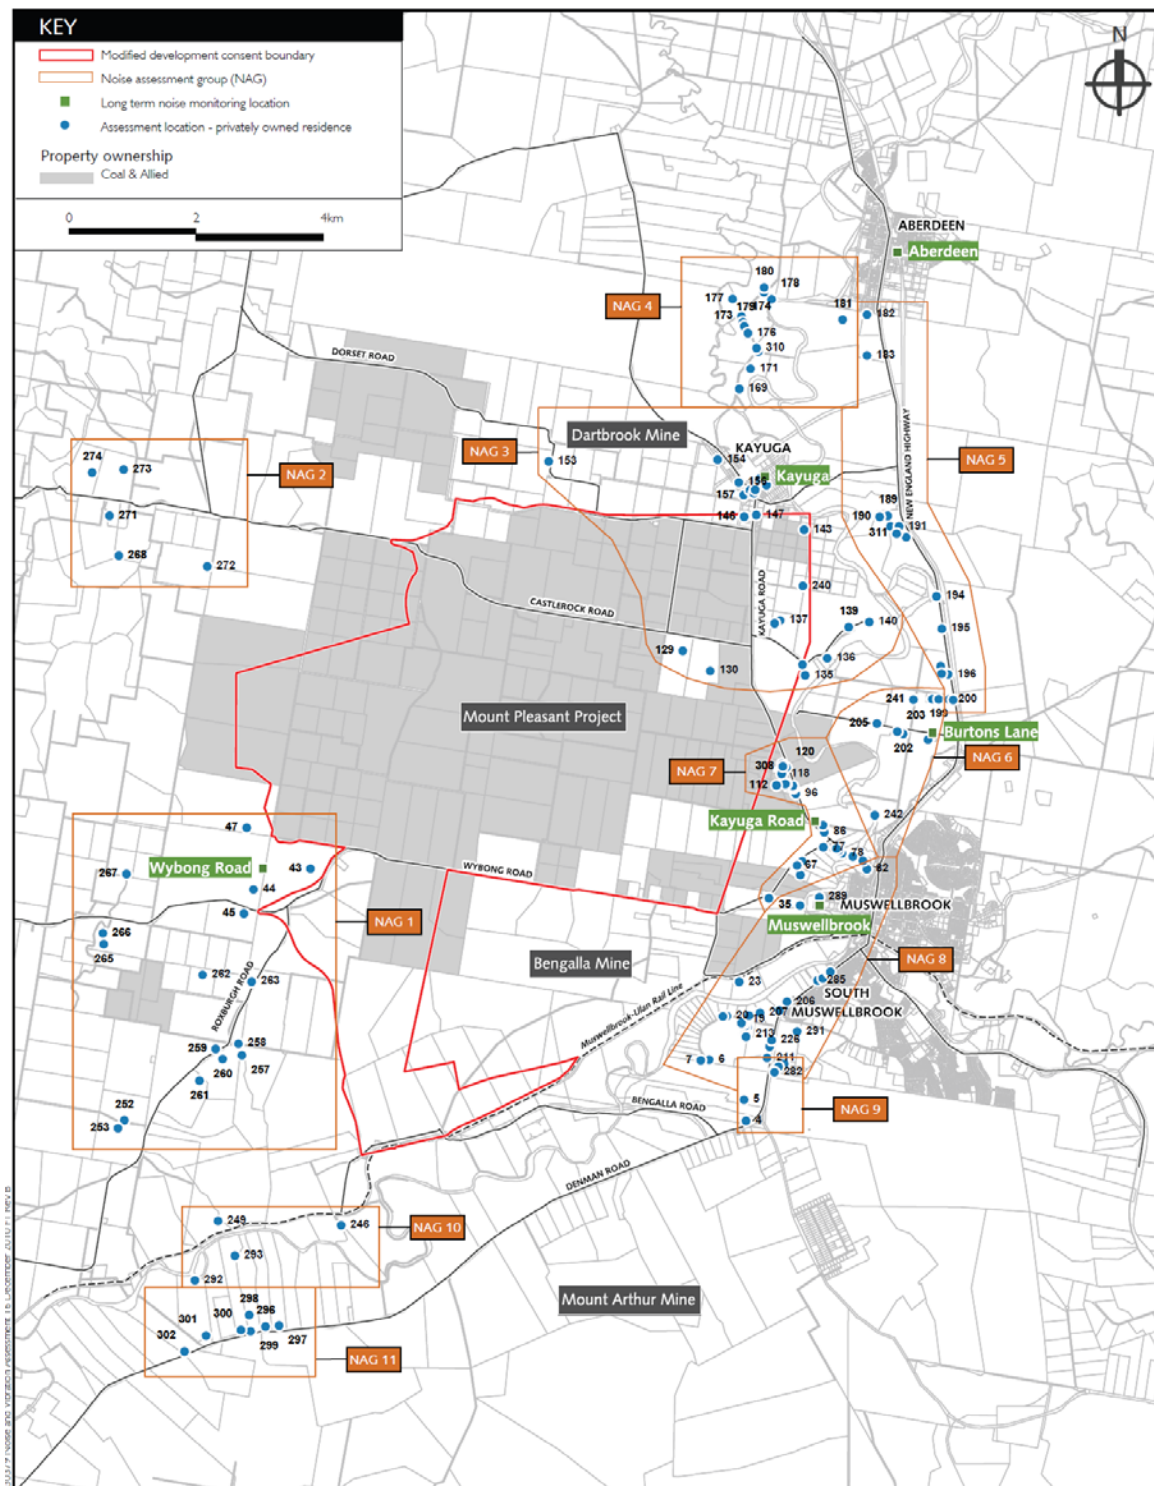 KEY
Modified development consent boundary
Noise assessment group (NAG)
Long term noise monitoring location
Assessment location - privately owned residence
Property ownership
Coal & Allied
0 2 4km
N
ABERDEEN
Aberdeen
180
178
177
179
174
173
176
310
171
169
181
182
183
NAG 4
DORSET ROAD
NAG 3
Dartbrook Mine
KAYUGA
Kayuga
153
154
156
157
146
147
143
NEW ENGLAND HIGHWAY
NAG 5
189
190
191
311
274
273
271
268
272
NAG 2
240
CASTLEROCK ROAD
KAYUGA ROAD
137
139
140
194
195
129
130
136
135
196
Mount Pleasant Project
241
203
199
200
205
202
Burtons Lane
NAG 6
120
308
118
112
96
NAG 7
Kayuga Road
86
242
77
78
67
82
47
267
Wybong Road
43
44
45
WYBONG ROAD
NAG 1
35
289
MUSWELLBROOK
Muswellbrook
266
265
262
263
ROXBURGH ROAD
Bengalla Mine
NAG 8
23
285
SOUTH
MUSWELLBROOK
Muswellbrook-Ulan Rail Line
206
207
20
19
213
226
291
7
6
211
282
259
258
260
257
261
252
253
BENGALLA ROAD
5
4
NAG 9
DENMAN ROAD
249
246
NAG 10
293
292
Mount Arthur Mine
298
296
300
301
302
299
297
NAG 11